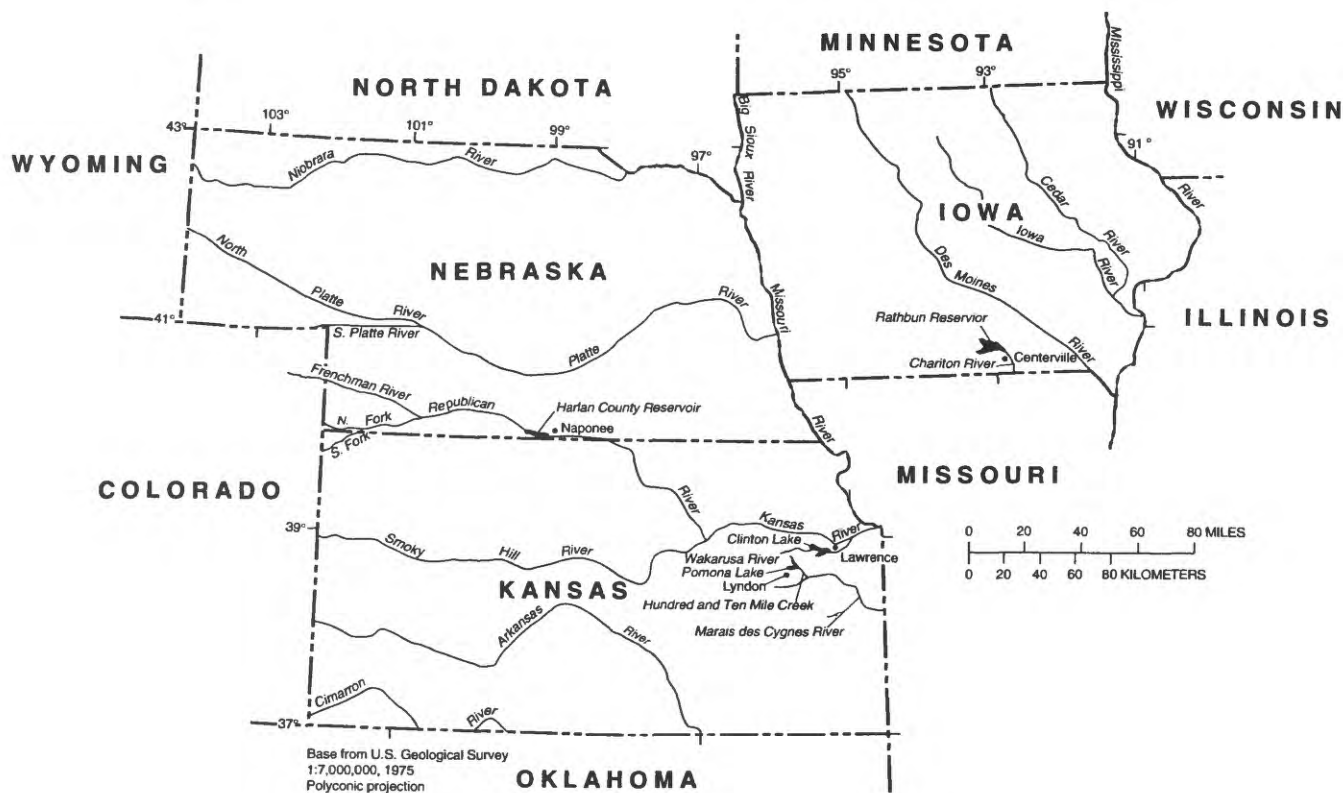 MINNESOTA
NORTH DAKOTA
WISCONSIN
WYOMING
Mississippi
River
95°
93°
91°
43°
103°
101°
99°
97°
Niobrara River
Big Sioux River
Cedar River
IOWA
Iowa River
Des Moines River
NEBRASKA
North Platte River
Missouri
River
41°
S. Platte River
Platte River
ILLINOIS
Rathbun Reservior
Centerville
Chariton River
Frenchman River
N. Fork
Republican
Harlan County Reservoir
Naponee
S. Fork
River
MISSOURI
COLORADO
39°
Smoky Hill River
Kansas River
Clinton Lake
Lawrence
Wakarusa River
Pomona Lake
Lyndon
KANSAS
Hundred and Ten Mile Creek
Marais des Cygnes River
Arkansas River
Cimarron River
37°
0 20 40 60 80 MILES
0 20 40 60 80 KILOMETERS
Base from U.S. Geological Survey
1:7,000,000, 1975
Polyconic projection
OKLAHOMA